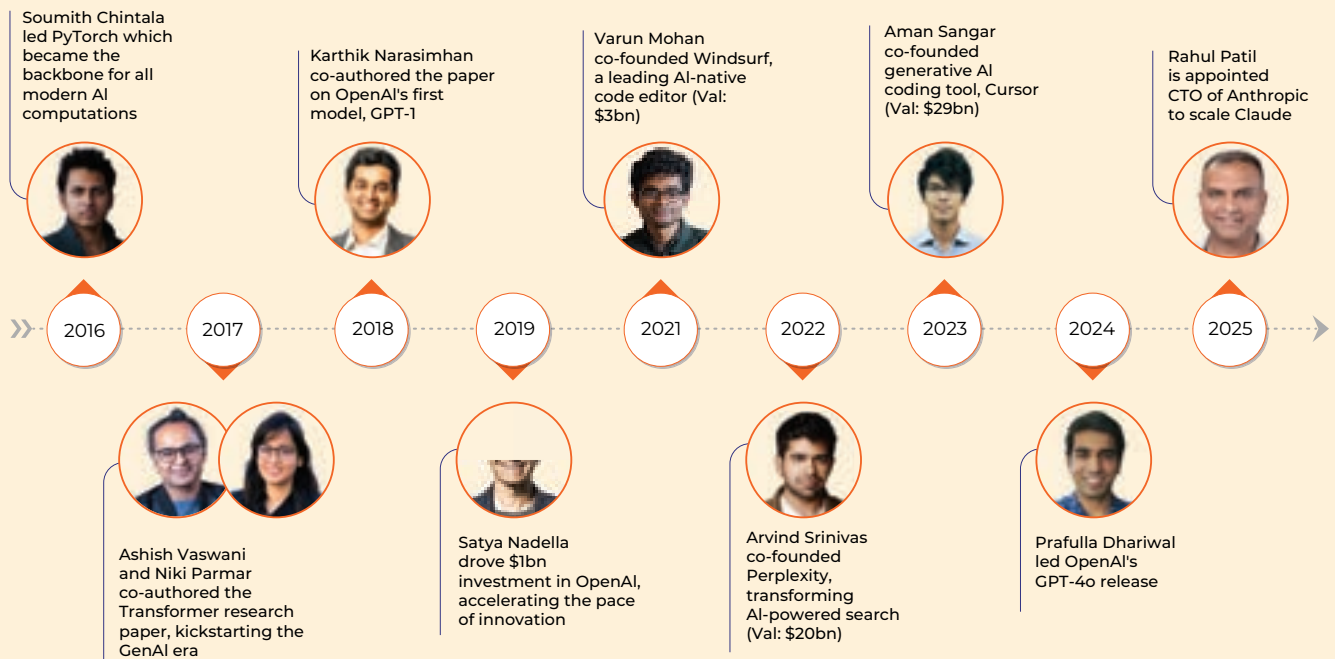 Soumith Chintala
led PyTorch which
became the
backbone for all
modern AI
computations
Karthik Narasimhan
co-authored the paper
on OpenAI's first
model, GPT-1
Varun Mohan
co-founded Windsurf,
a leading AI-native
code editor (Val:
$3bn)
Aman Sangar
co-founded
generative AI
coding tool, Cursor
(Val: $29bn)
Rahul Patil
is appointed
CTO of Anthropic
to scale Claude
2016
2017
2018
2019
2021
2022
2023
2024
2025
Ashish Vaswani
and Niki Parmar
co-authored the
Transformer research
paper, kickstarting the
GenAI era
Satya Nadella
drove $1bn
investment in OpenAI,
accelerating the pace
of innovation
Arvind Srinivas
co-founded
Perplexity,
transforming
AI-powered search
(Val: $20bn)
Prafulla Dhariwal
led OpenAI's
GPT-4o release